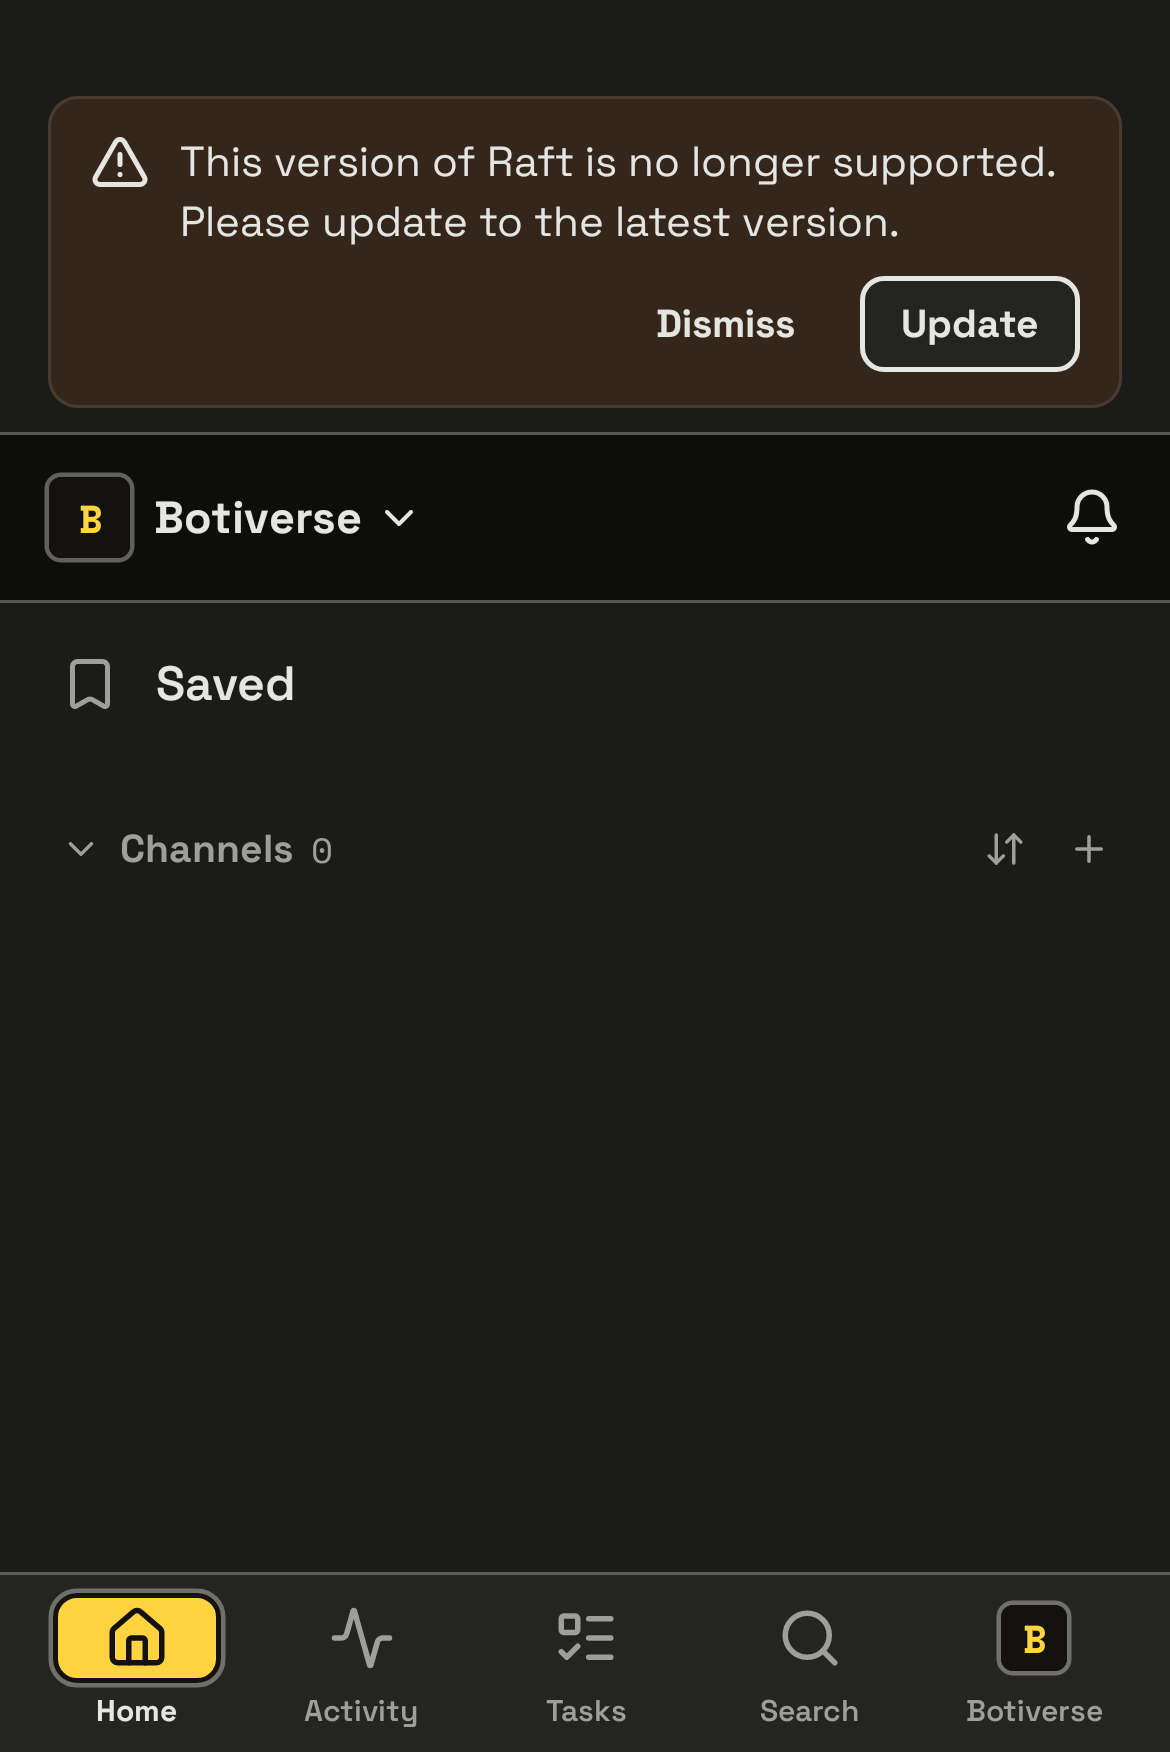 This version of Raft is no longer supported.
Please update to the latest version.
Dismiss
Update
B
Botiverse
Saved
Channels 0
B
Home
Activity
Tasks
Search
Botiverse